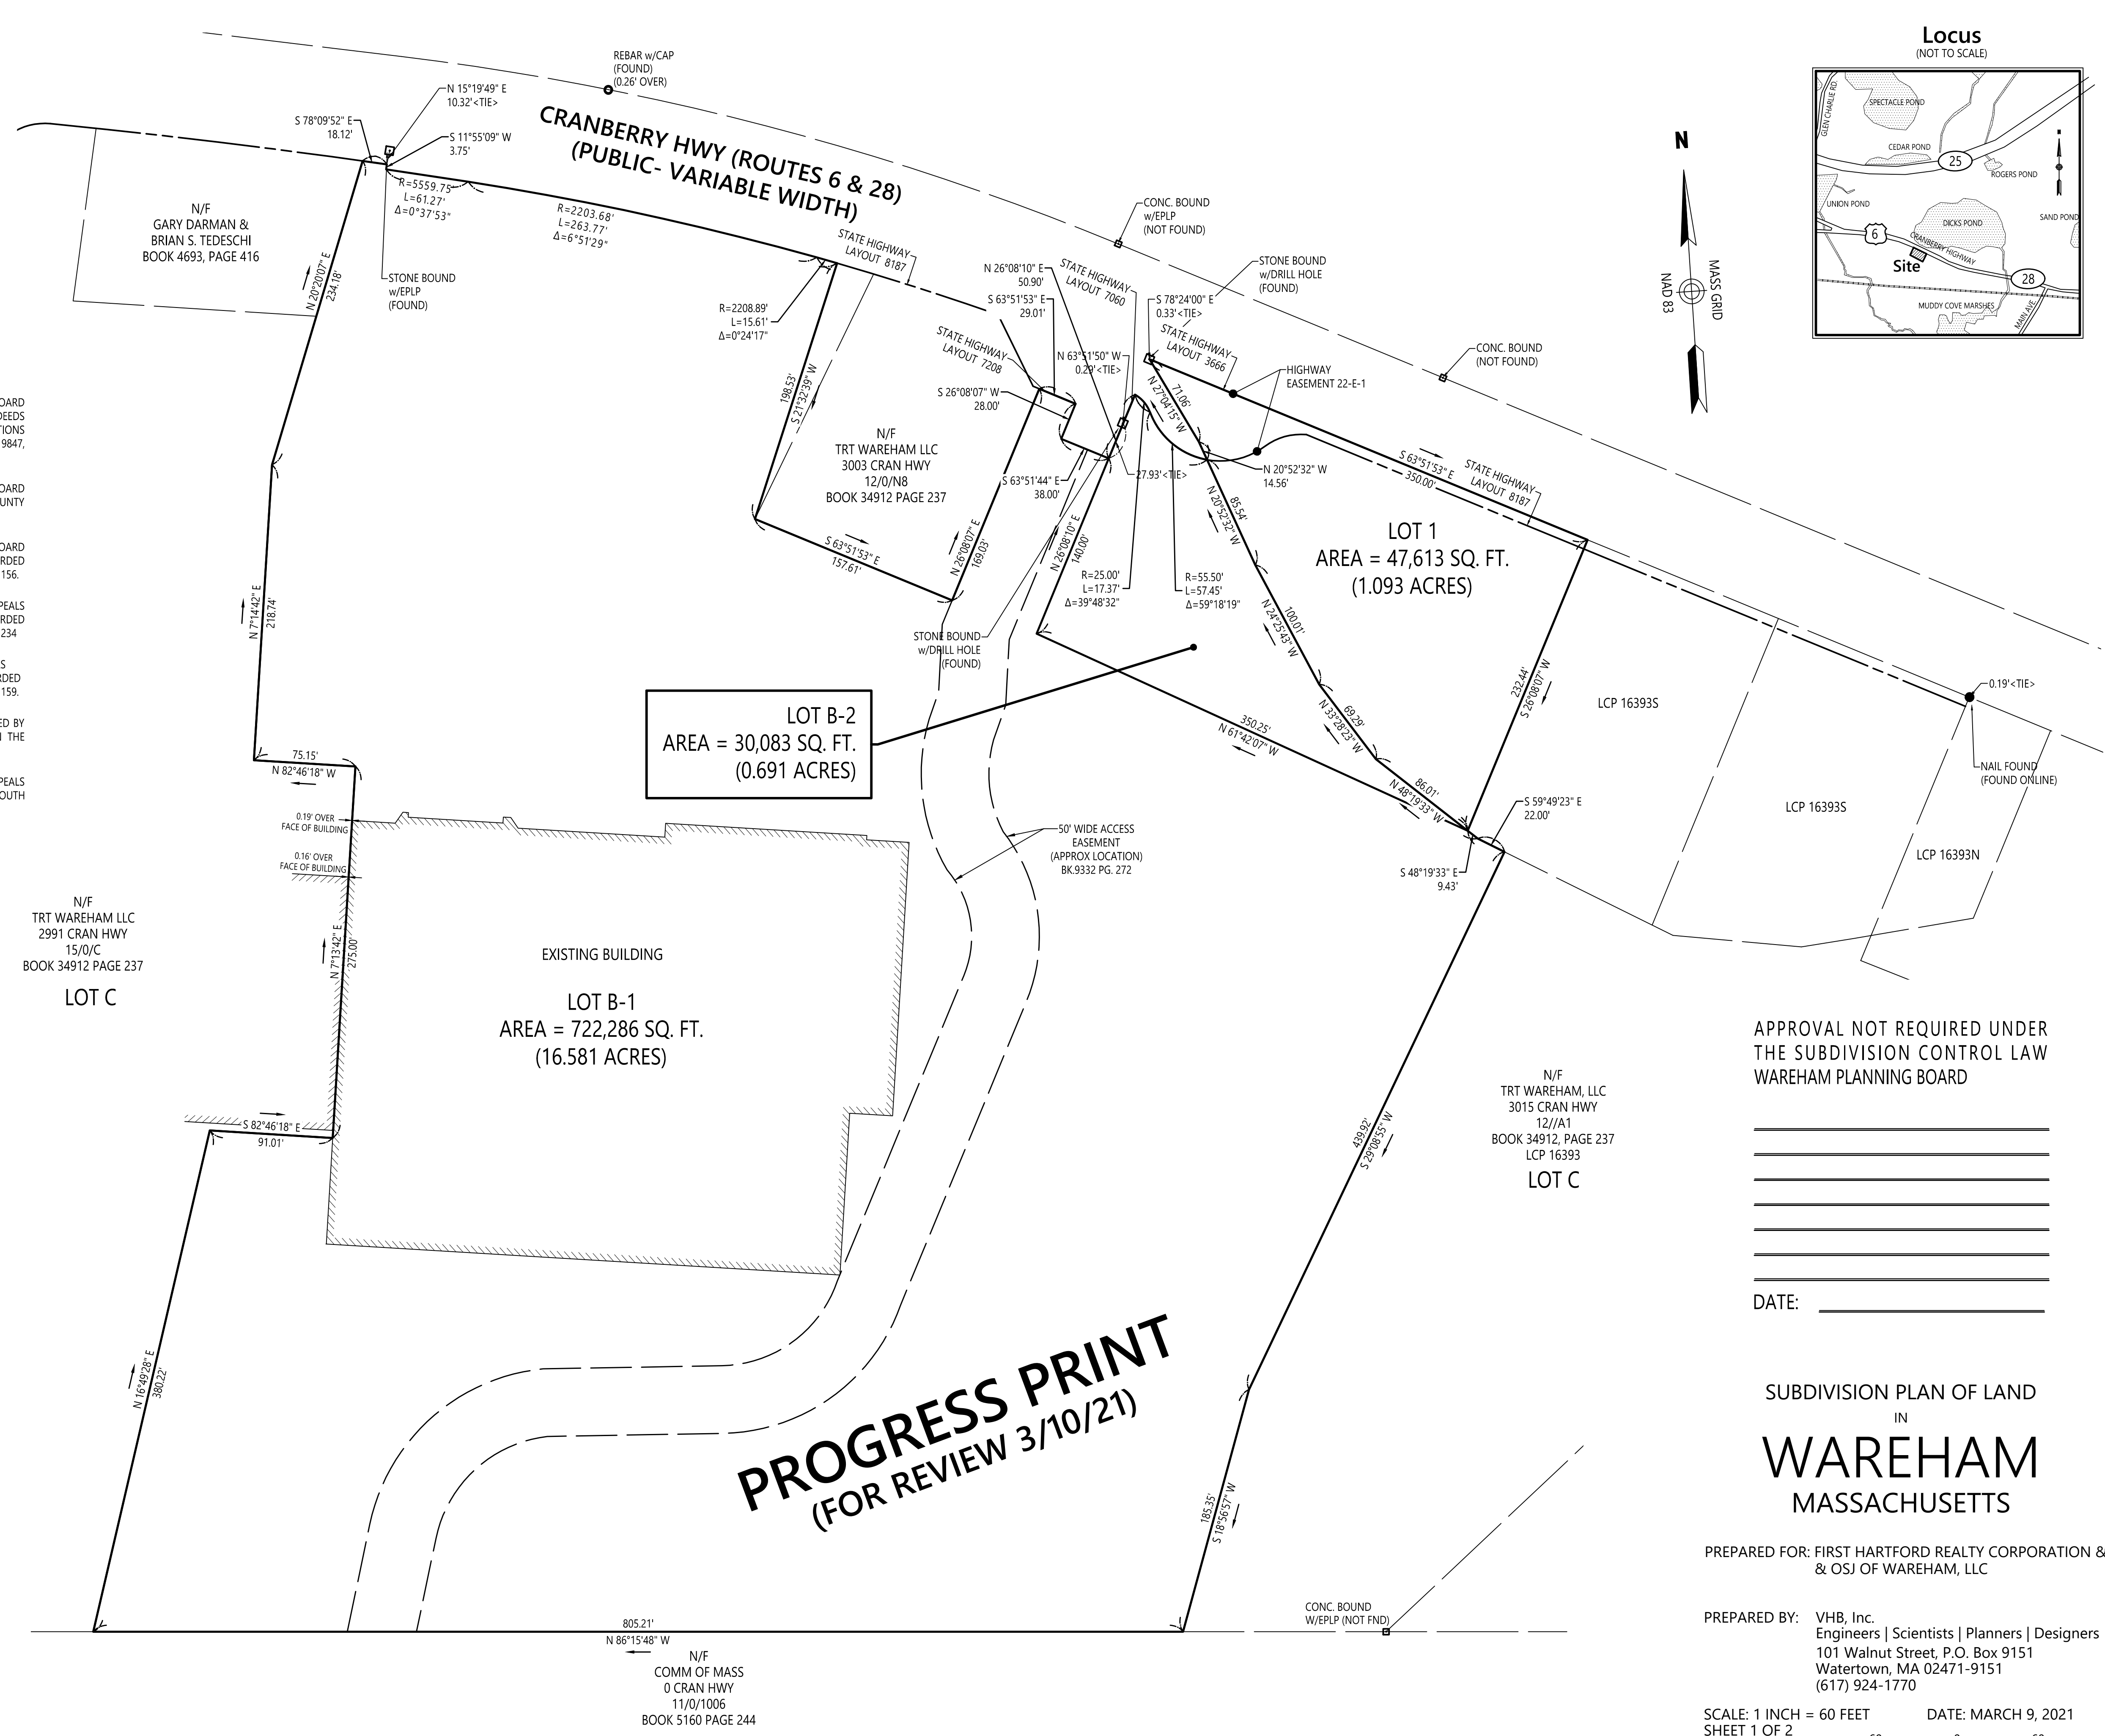 Locus
(NOT TO SCALE)
GLEN CHARLIE RD.
SPECTACLE POND
CEDAR POND
25
ROGERS POND
UNION POND
DICKS POND
SAND POND
6
CRANBERRY HIGHWAY
Site
28
MUDDY COVE MARSHES
MAIN AVE
REBAR w/CAP
(FOUND)
(0.26' OVER)
N 15°19'49" E
10.32'<TIE>
S 78°09'52" E
18.12'
S 11°55'09" W
3.75'
CRANBERRY HWY (ROUTES 6 & 28)
(PUBLIC- VARIABLE WIDTH)
R=5559.75'
L=61.27'
Δ=0°37'53"
R=2203.68'
L=263.77'
Δ=6°51'29"
N/F
GARY DARMAN &
BRIAN S. TEDESCHI
BOOK 4693, PAGE 416
N 20°20'07" E
234.18'
STONE BOUND
w/EPLP
(FOUND)
STATE HIGHWAY
LAYOUT 8187
R=2208.89'
L=15.61'
Δ=0°24'17"
CONC. BOUND
w/EPLP
(NOT FOUND)
N 26°08'10" E
50.90'
STATE HIGHWAY
LAYOUT 7060
STONE BOUND
w/DRILL HOLE
(FOUND)
S 63°51'53" E
29.01'
S 78°24'00" E
0.33'<TIE>
STATE HIGHWAY
LAYOUT 7208
STATE HIGHWAY
LAYOUT 3666
N 63°51'50" W
0.29'<TIE>
CONC. BOUND
(NOT FOUND)
HIGHWAY
EASEMENT 22-E-1
N
MASS GRID
NAD 83
S 26°08'07" W
28.00'
71.06'
N 27°04'15" W
198.53'
S 21°32'39" W
N/F
TRT WAREHAM LLC
3003 CRAN HWY
12/0/N8
BOOK 34912 PAGE 237
S 63°51'44" E
38.00'
27.93'<TIE>
N 20°52'32" W
14.56'
S 63°51'53" E
350.00'
STATE HIGHWAY
LAYOUT 8187
S 63°51'53" E
157.61'
N 26°08'07" E
169.03'
N 26°08'10" E
140.00'
85.54'
N 20°52'32" W
R=25.00'
L=17.37'
Δ=39°48'32"
R=55.50'
L=57.45'
Δ=59°18'19"
LOT 1
AREA = 47,613 SQ. FT.
(1.093 ACRES)
100.01'
N 24°25'43" W
STONE BOUND
w/DRILL HOLE
(FOUND)
232.44'
S 26°08'07" W
69.29'
N 33°28'23" W
350.25'
N 61°42'07" W
86.01'
N 48°19'33" W
LCP 16393S
0.19'<TIE>
NAIL FOUND
(FOUND ONLINE)
LCP 16393S
LCP 16393N
S 59°49'23" E
22.00'
S 48°19'33" E
9.43'
LOT B-2
AREA = 30,083 SQ. FT.
(0.691 ACRES)
OARD
DEEDS
TIONS
9847,
OARD
UNTY
OARD
RDED
156.
PEALS
RDED
234
RDED
159.
ED BY
THE
PEALS
OUTH
N 7°14'42" E
218.74'
75.15'
N 82°46'18" W
0.19' OVER
FACE OF BUILDING
0.16' OVER
FACE OF BUILDING
50' WIDE ACCESS
EASEMENT
(APPROX LOCATION)
BK.9332 PG. 272
N/F
TRT WAREHAM LLC
2991 CRAN HWY
15/0/C
BOOK 34912 PAGE 237
LOT C
N 7°13'42" E
275.00'
EXISTING BUILDING
LOT B-1
AREA = 722,286 SQ. FT.
(16.581 ACRES)
S 82°46'18" E
91.01'
N 16°49'28" E
380.22'
439.92'
S 29°08'55" W
N/F
TRT WAREHAM, LLC
3015 CRAN HWY
12//A1
BOOK 34912, PAGE 237
LCP 16393
LOT C
185.35'
S 18°56'57" W
PROGRESS PRINT
(FOR REVIEW 3/10/21)
805.21'
N 86°15'48" W
N/F
COMM OF MASS
0 CRAN HWY
11/0/1006
BOOK 5160 PAGE 244
CONC. BOUND
W/EPLP (NOT FND)
APPROVAL NOT REQUIRED UNDER
THE SUBDIVISION CONTROL LAW
WAREHAM PLANNING BOARD
DATE:
SUBDIVISION PLAN OF LAND
IN
WAREHAM
MASSACHUSETTS
PREPARED FOR: FIRST HARTFORD REALTY CORPORATION &
& OSJ OF WAREHAM, LLC
PREPARED BY: VHB, Inc.
Engineers | Scientists | Planners | Designers
101 Walnut Street, P.O. Box 9151
Watertown, MA 02471-9151
(617) 924-1770
SCALE: 1 INCH = 60 FEET DATE: MARCH 9, 2021
SHEET 1 OF 2